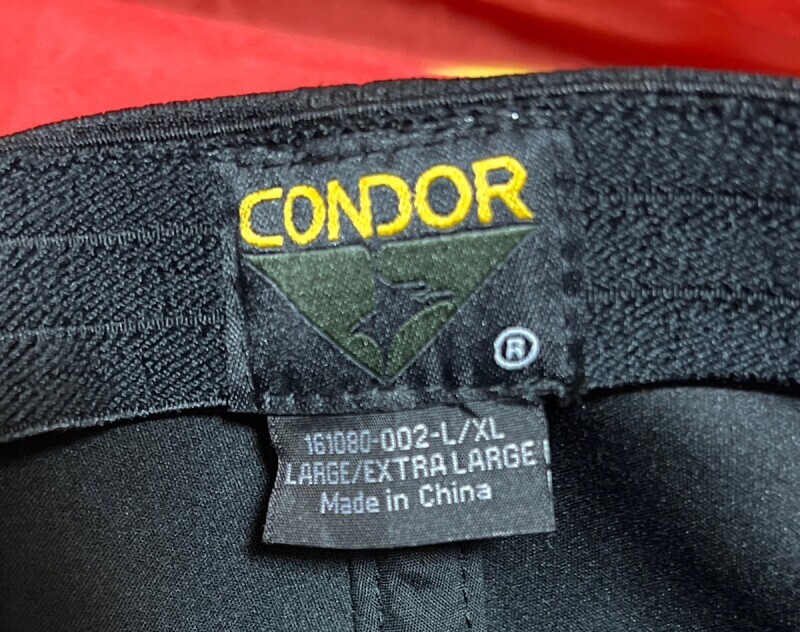 CONDOR
®
161080-002-L/XL
LARGE/EXTRA LARGE
Made in China